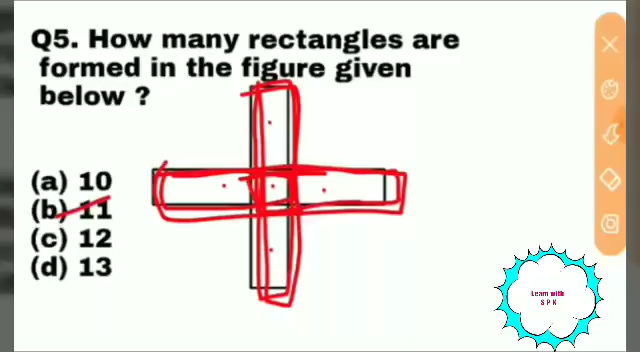 Q5. How many rectangles are
formed in the figure given
below ?
(a) 10
(b) 11
(c) 12
(d) 13
Learn with
S P K